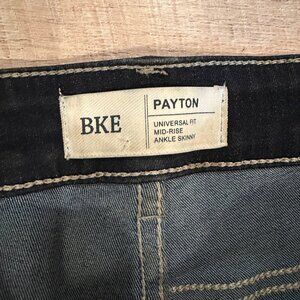 BKE
PAYTON
UNIVERSAL FIT
MID-RISE
ANKLE SKINNY